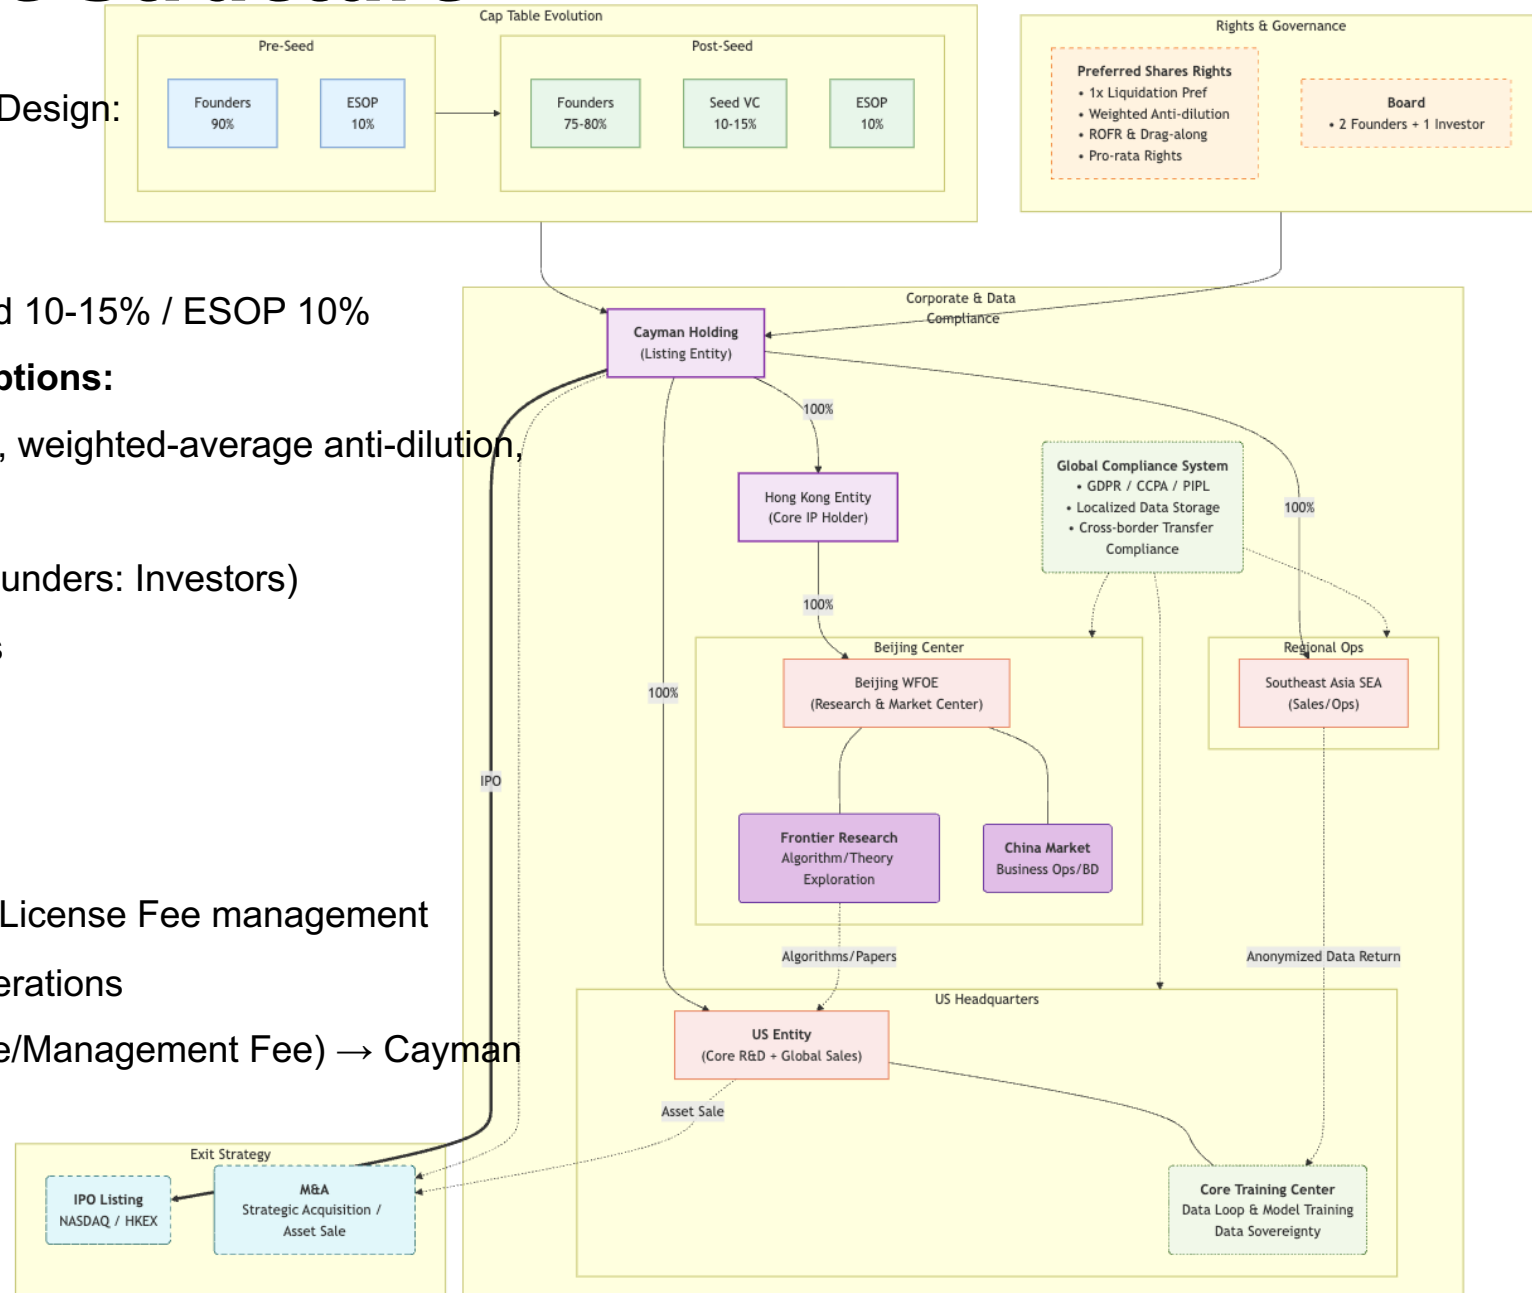 Structure
Design:
d 10-15% / ESOP 10%
ptions:
, weighted-average anti-dilution,
unders: Investors)
s
License Fee management
erations
e/Management Fee) → Cayman
Cap Table Evolution
Pre-Seed
Founders
90%
ESOP
10%
Post-Seed
Founders
75-80%
Seed VC
10-15%
ESOP
10%
Rights & Governance
Preferred Shares Rights
• 1x Liquidation Pref
• Weighted Anti-dilution
• ROFR & Drag-along
• Pro-rata Rights
Board
• 2 Founders + 1 Investor
Corporate & Data
Compliance
Cayman Holding
(Listing Entity)
100%
Hong Kong Entity
(Core IP Holder)
Global Compliance System
• GDPR / CCPA / PIPL
• Localized Data Storage
• Cross-border Transfer
Compliance
100%
100%
Beijing Center
Beijing WFOE
(Research & Market Center)
Regional Ops
Southeast Asia SEA
(Sales/Ops)
100%
IPO
Frontier Research
Algorithm/Theory
Exploration
China Market
Business Ops/BD
Algorithms/Papers
Anonymized Data Return
US Headquarters
US Entity
(Core R&D + Global Sales)
Asset Sale
Core Training Center
Data Loop & Model Training
Data Sovereignty
Exit Strategy
IPO Listing
NASDAQ / HKEX
M&A
Strategic Acquisition /
Asset Sale